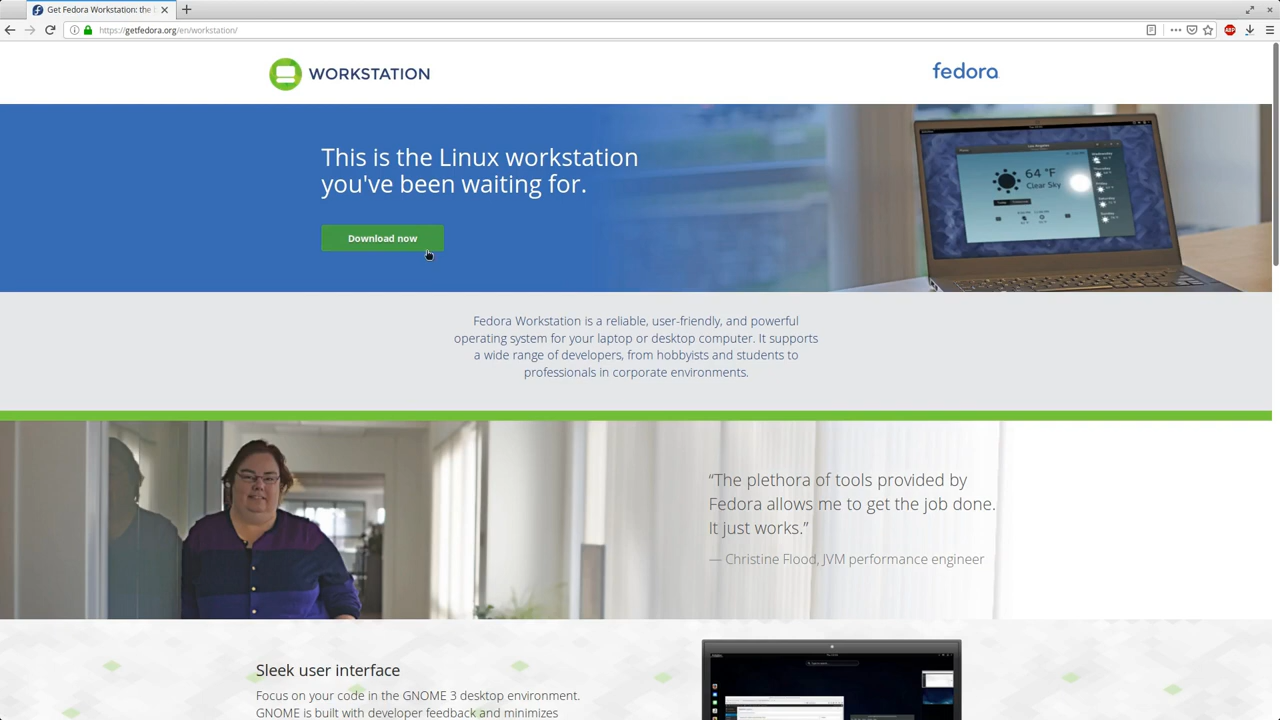 Get Fedora Workstation: the
https://getfedora.org/en/workstation/
ABP
WORKSTATION
fedora
This is the Linux workstation
you've been waiting for.
Download now
64 °F
Clear Sky
Fedora Workstation is a reliable, user-friendly, and powerful
operating system for your laptop or desktop computer. It supports
a wide range of developers, from hobbyists and students to
professionals in corporate environments.
“The plethora of tools provided by
Fedora allows me to get the job done.
It just works.”
— Christine Flood, JVM performance engineer
Sleek user interface
Focus on your code in the GNOME 3 desktop environment.
GNOME is built with developer feedback and minimizes